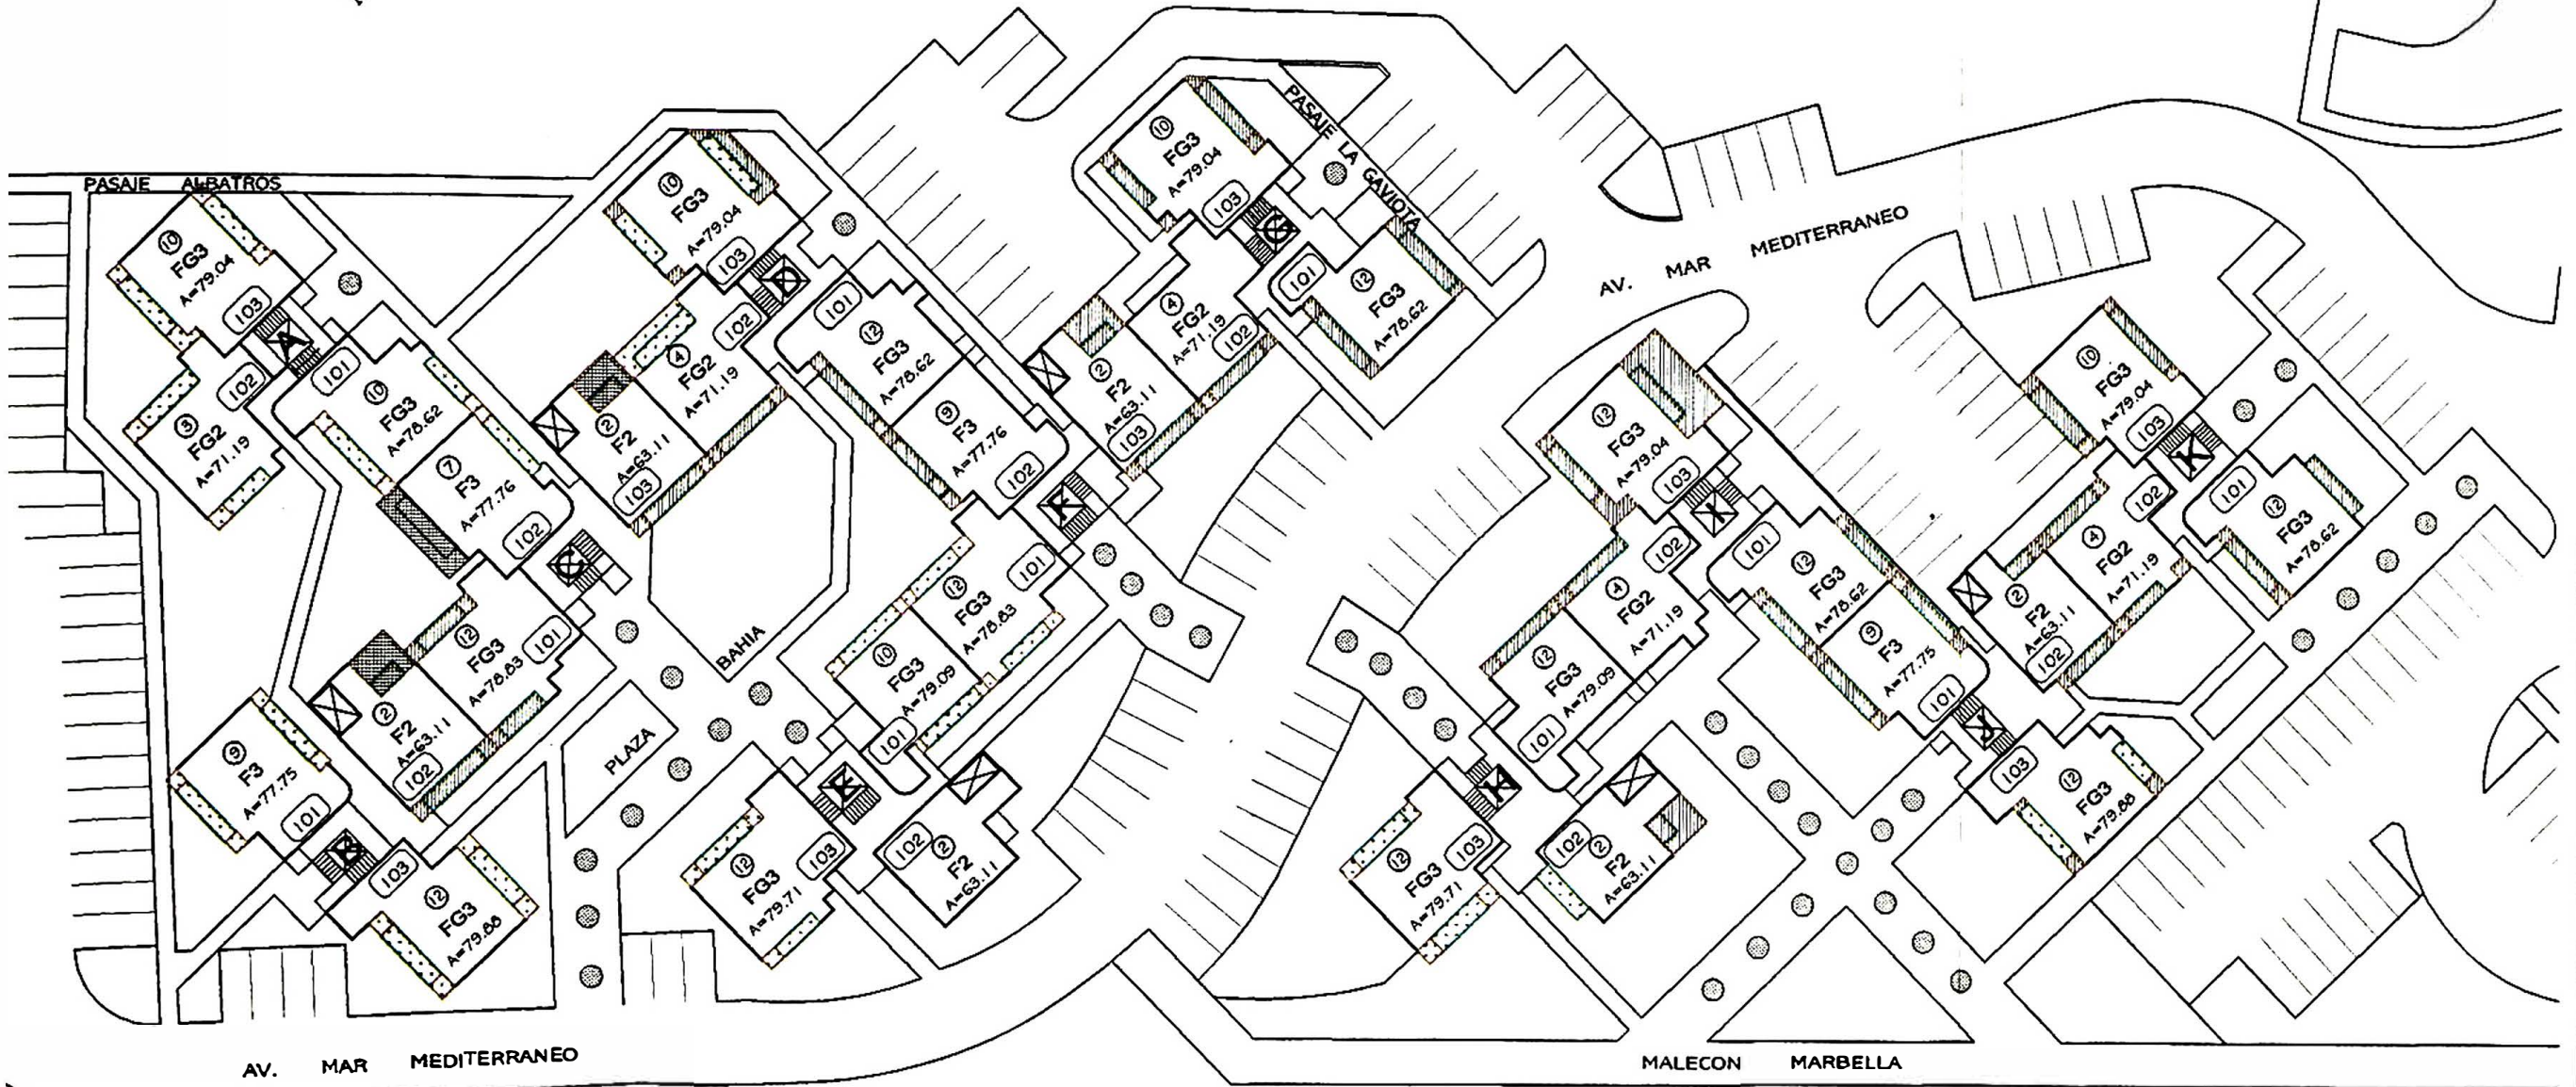 PASAJE ALBATROS
10
FG3
A=79.04
103
A
102
3
FG2
A=71.19
101
10
FG3
A=78.62
7
F3
A=77.76
102
C
101
12
FG3
A=78.83
2
F2
A=63.11
102
9
F3
A=77.75
101
B
103
12
FG3
A=79.88
10
FG3
A=79.04
103
D
102
4
FG2
A=71.19
2
F2
A=63.11
103
101
12
FG3
A=78.62
9
F3
A=77.76
102
101
12
FG3
A=78.83
10
FG3
A=79.09
101
E
103
12
FG3
A=79.71
102
2
F2
A=63.11
BAHIA
PLAZA
PASAJE LA GAVIOTA
10
FG3
A=79.04
103
G
101
12
FG3
A=78.62
4
FG2
A=71.19
102
2
F2
A=63.11
103
AV. MAR MEDITERRANEO
12
FG3
A=79.04
103
102
4
FG2
A=71.19
12
FG3
A=79.09
101
101
12
FG3
A=78.62
9
F3
A=77.75
101
J
103
12
FG3
A=79.88
103
12
FG3
A=79.71
102
2
F2
A=63.11
10
FG3
A=79.04
103
K
102
4
FG2
A=71.19
2
F2
A=63.11
102
101
12
FG3
A=78.62
AV. MAR MEDITERRANEO
MALECON MARBELLA